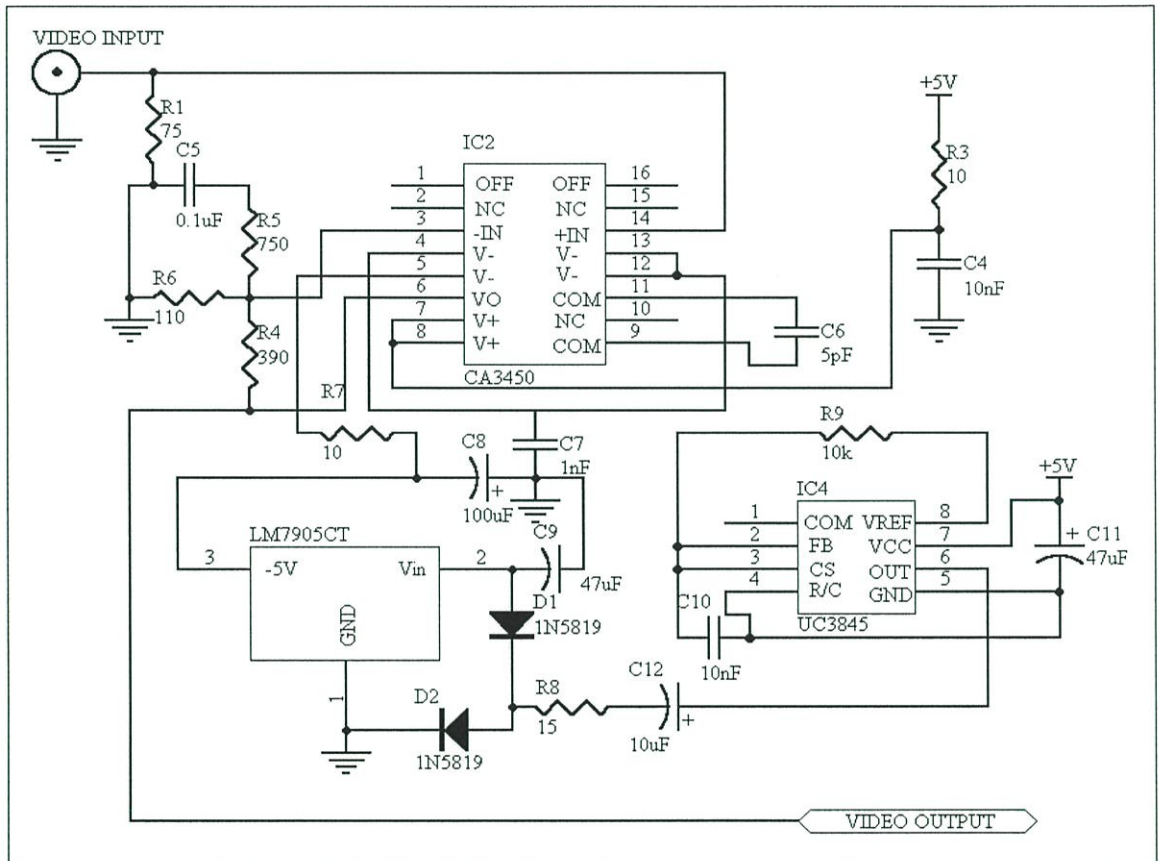 VIDEO INPUT
R1
75
C5
0.1uF
R5
750
R6
110
R4
390
R7
10
IC2
1 OFF OFF 16
2 NC NC 15
3 -IN +IN 14
4 V- V- 13
5 V- V- 12
6 VO COM 11
7 V+ NC 10
8 V+ COM 9
CA3450
C6
5pF
+5V
R3
10
C4
10nF
C8
+
100uF
C7
1nF
C9
47uF
LM7905CT
3 -5V Vin 2
GND
1
D1
1N5819
D2
1N5819
R8
15
C12
+
10uF
R9
10k
+5V
IC4
1 COM VREF 8
2 FB VCC 7
3 CS OUT 6
4 R/C GND 5
UC3845
+ C11
47uF
C10
10nF
VIDEO OUTPUT